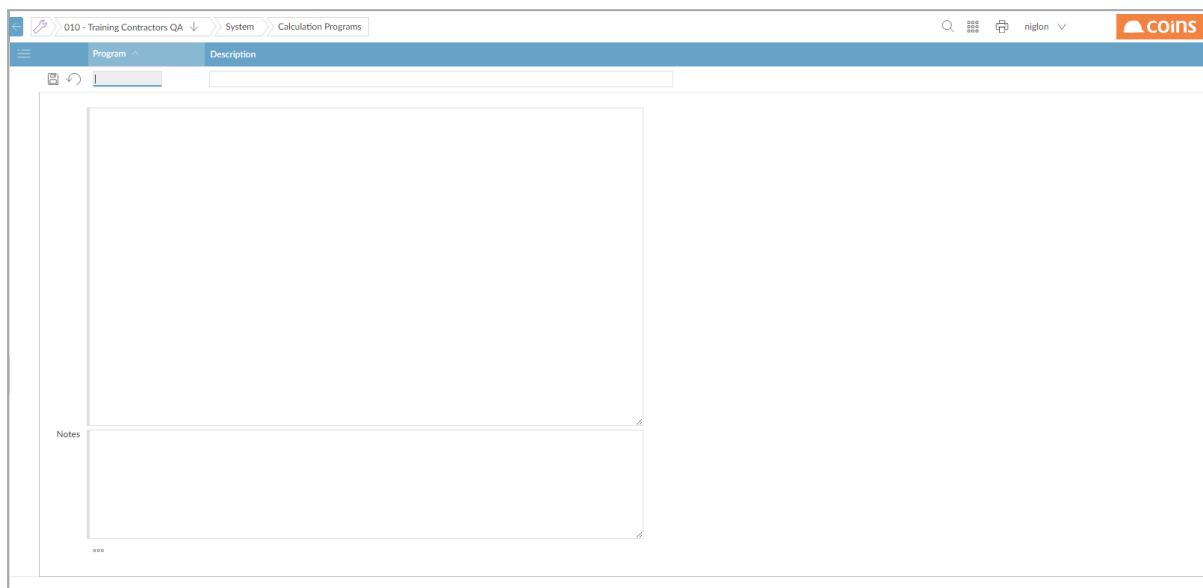 010 - Training Contractors QA System Calculation Programs niglon coins
Program Description
Notes